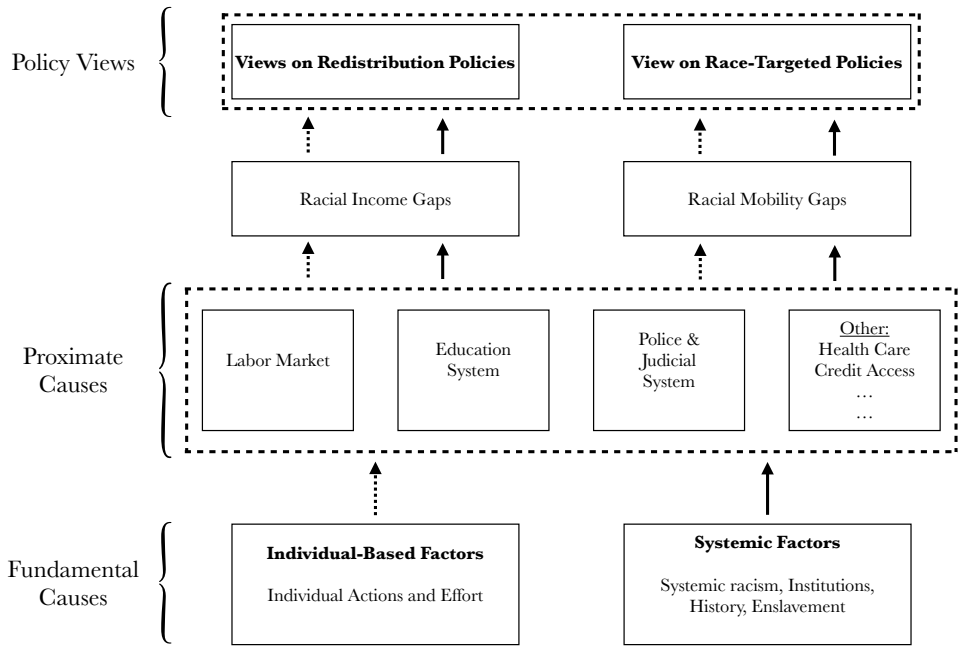 Policy Views
Views on Redistribution Policies
View on Race-Targeted Policies
Racial Income Gaps
Racial Mobility Gaps
Proximate
Causes
Labor Market
Education
System
Police &
Judicial
System
Other:
Health Care
Credit Access
…
…
Fundamental
Causes
Individual-Based Factors
Individual Actions and Effort
Systemic Factors
Systemic racism, Institutions,
History, Enslavement